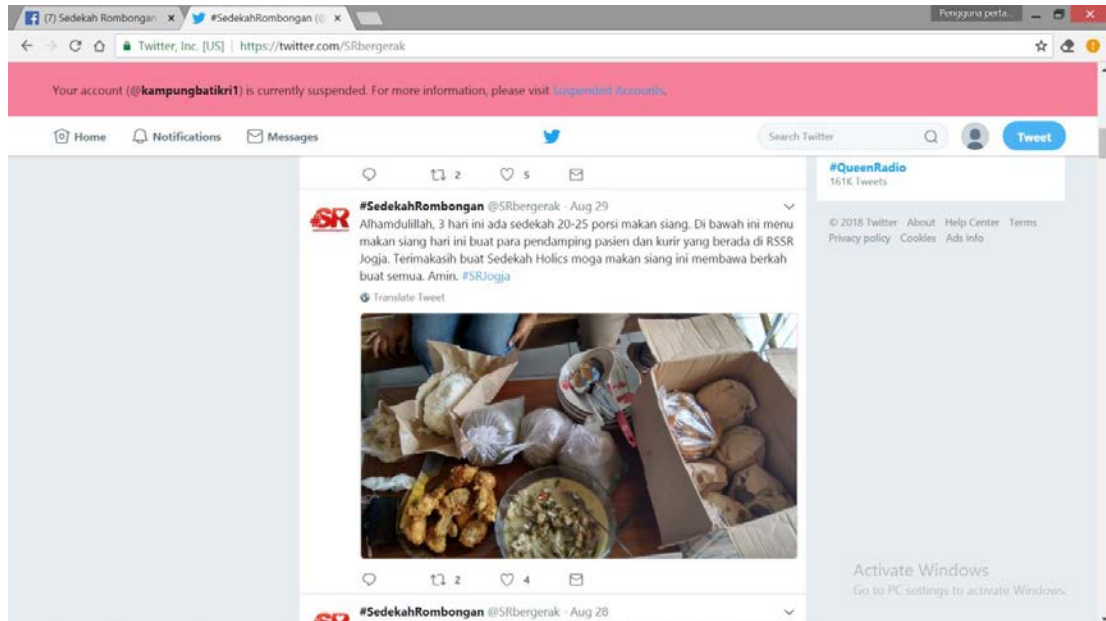 (7) Sedekah Rombongan
#SedekahRombongan (@
Pengguna perta...
Twitter, Inc. [US] https://twitter.com/SRbergerak
Your account (@kampungbatikri1) is currently suspended. For more information, please visit Suspended Accounts.
Home Notifications Messages
Search Twitter
Tweet
2 5
#QueenRadio
161K Tweets
#SedekahRombongan @SRbergerak · Aug 29
Alhamdulillah, 3 hari ini ada sedekah 20-25 porsi makan siang. Di bawah ini menu
makan siang hari ini buat para pendamping pasien dan kurir yang berada di RSSR
Jogja. Terimakasih buat Sedekah Holics moga makan siang ini membawa berkah
buat semua. Amin. #SRJogja
Translate Tweet
© 2018 Twitter About Help Center Terms
Privacy policy Cookies Ads info
SR
2 4
#SedekahRombongan @SRbergerak · Aug 28
SR
Activate Windows
Go to PC settings to activate Windows.